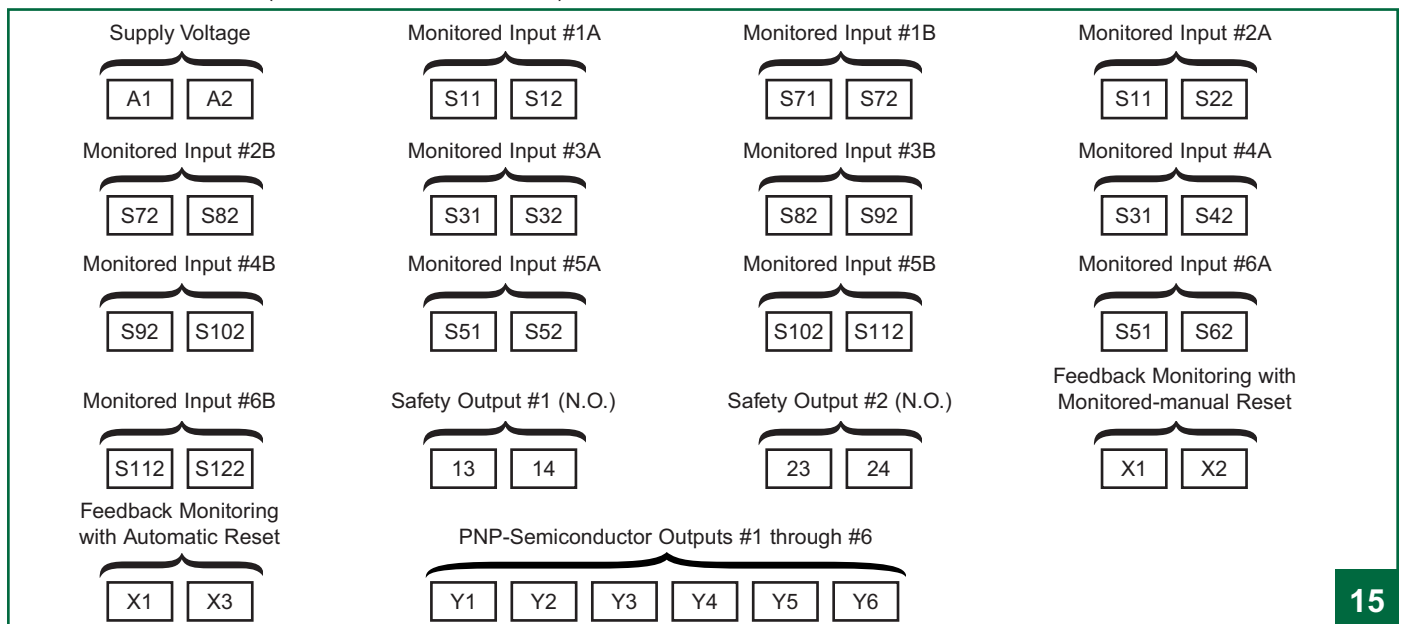 Supply Voltage Monitored Input #1A Monitored Input #1B Monitored Input #2A
A1 A2 S11 S12 S71 S72 S11 S22
Monitored Input #2B Monitored Input #3A Monitored Input #3B Monitored Input #4A
S72 S82 S31 S32 S82 S92 S31 S42
Monitored Input #4B Monitored Input #5A Monitored Input #5B Monitored Input #6A
S92 S102 S51 S52 S102 S112 S51 S62
Feedback Monitoring with
Monitored Input #6B Safety Output #1 (N.O.) Safety Output #2 (N.O.) Monitored-manual Reset
S112 S122 13 14 23 24 X1 X2
Feedback Monitoring
with Automatic Reset PNP-Semiconductor Outputs #1 through #6
X1 X3 Y1 Y2 Y3 Y4 Y5 Y6
15